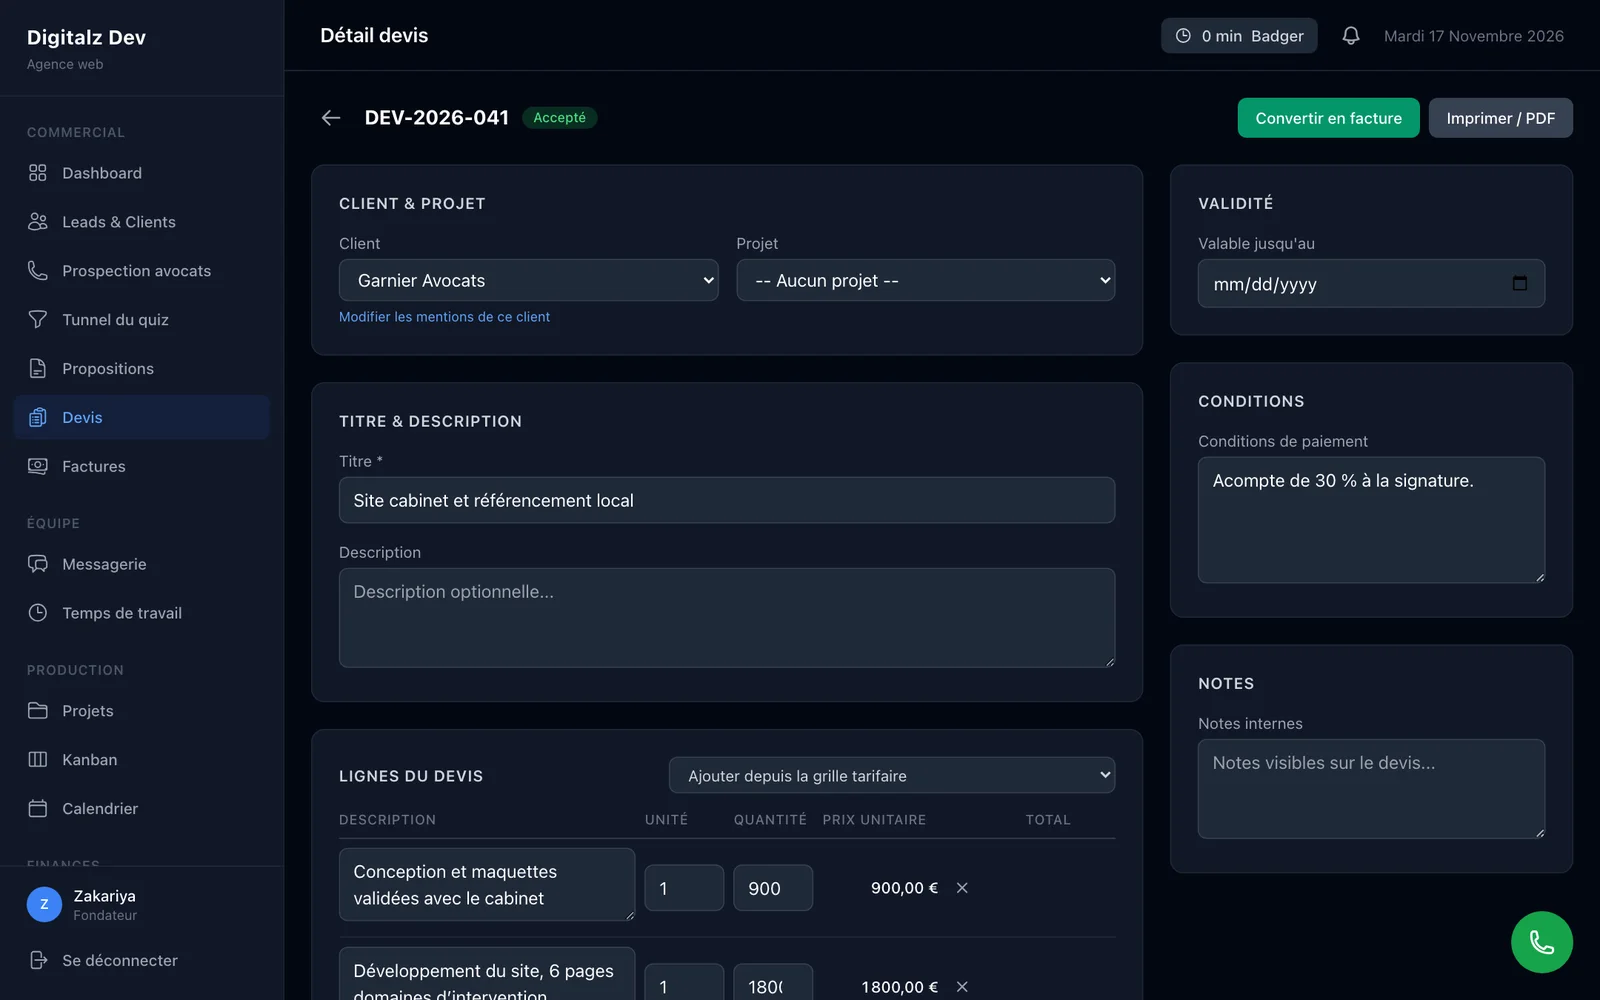 Digitalz Dev
Agence web
COMMERCIAL
Dashboard
Leads & Clients
Prospection avocats
Tunnel du quiz
Propositions
Devis
Factures
ÉQUIPE
Messagerie
Temps de travail
PRODUCTION
Projets
Kanban
Calendrier
FINANCES
Z
Zakariya
Fondateur
Se déconnecter
Détail devis
0 min Badger
Mardi 17 Novembre 2026
DEV-2026-041
Accepté
Convertir en facture
Imprimer / PDF
CLIENT & PROJET
Client
Projet
Garnier Avocats
-- Aucun projet --
Modifier les mentions de ce client
TITRE & DESCRIPTION
Titre *
Site cabinet et référencement local
Description
Description optionnelle...
LIGNES DU DEVIS
Ajouter depuis la grille tarifaire
DESCRIPTION UNITÉ QUANTITÉ PRIX UNITAIRE TOTAL
Conception et maquettes
validées avec le cabinet
1
900
900,00 €
Développement du site, 6 pages
domaines d'intervention
1
1800
1 800,00 €
VALIDITÉ
Valable jusqu'au
mm/dd/yyyy
CONDITIONS
Conditions de paiement
Acompte de 30 % à la signature.
NOTES
Notes internes
Notes visibles sur le devis...